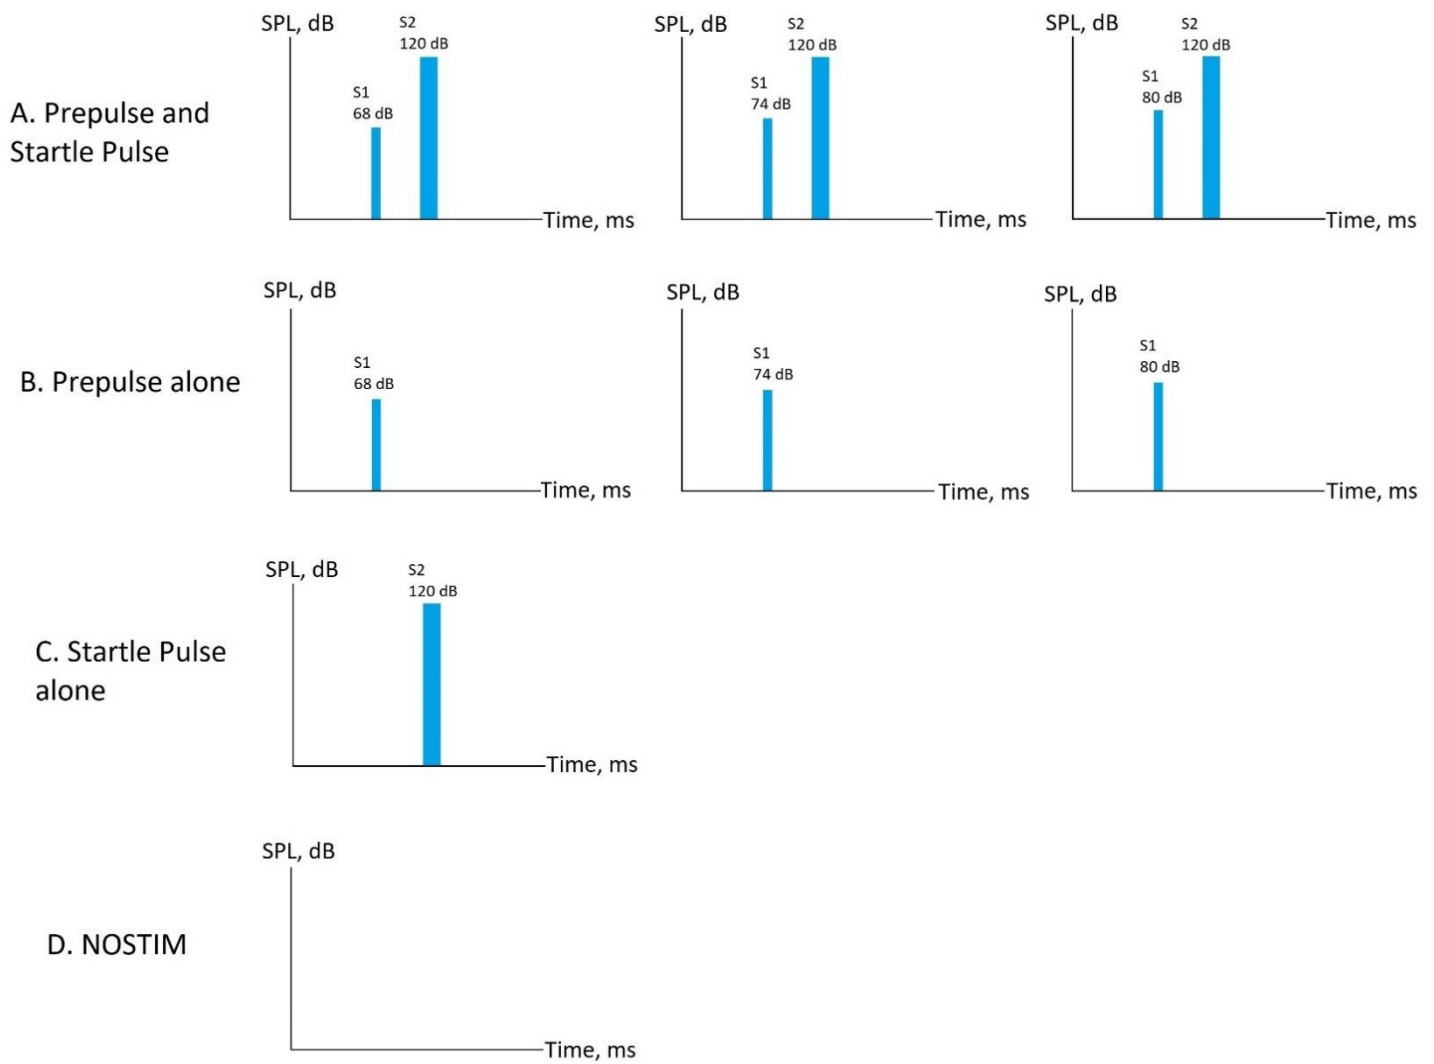 SPL, dB
S2
120 dB
S1
68 dB
Time, ms
SPL, dB
S2
120 dB
S1
74 dB
Time, ms
SPL, dB
S2
120 dB
S1
80 dB
Time, ms
A. Prepulse and
Startle Pulse
SPL, dB
S1
68 dB
Time, ms
SPL, dB
S1
74 dB
Time, ms
SPL, dB
S1
80 dB
Time, ms
B. Prepulse alone
SPL, dB
S2
120 dB
Time, ms
C. Startle Pulse
alone
SPL, dB
Time, ms
D. NOSTIM